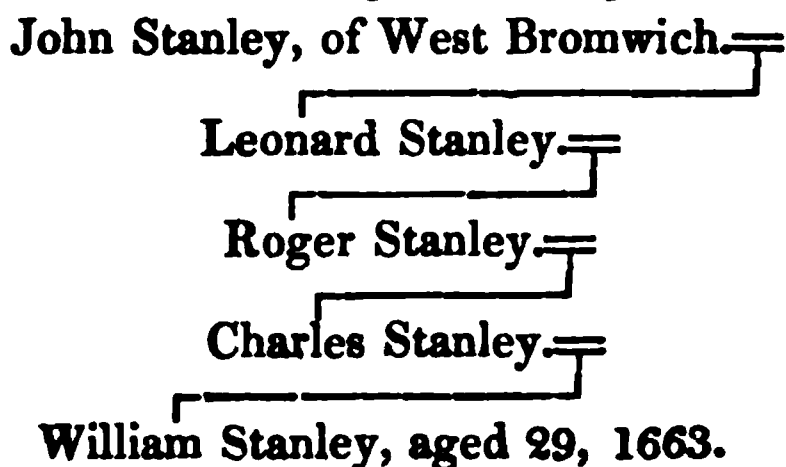 John Stanley, of West Bromwich.=
Leonard Stanley.=
Roger Stanley.=
Charles Stanley.=
William Stanley, aged 29, 1663.